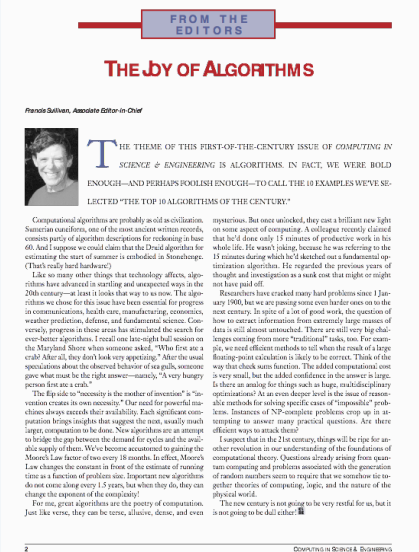 FROM THE
EDITORS
THE JOY OF ALGORITHMS
Francis Sullivan, Associate Editor-in-Chief
THE THEME OF THIS FIRST-OF-THE-CENTURY ISSUE OF COMPUTING IN
SCIENCE & ENGINEERING IS ALGORITHMS. IN FACT, WE WERE BOLD
ENOUGH—AND PERHAPS FOOLISH ENOUGH—TO CALL THE 10 EXAMPLES WE'VE SE-
LECTED "THE TOP 10 ALGORITHMS OF THE CENTURY."
Computational algorithms are probably as old as civilization.
Sumerian cuneiform, one of the most ancient written records,
consists partly of algorithm descriptions for reckoning in base
60. And I suppose we could claim that the Druid algorithm for
estimating the start of summer is embodied in Stonehenge.
(That's really hard hardware!)
Like so many other things that technology affects, algo-
rithms have advanced in startling and unexpected ways in the
20th century—at least it looks that way to us now. The algo-
rithms we chose for this issue have been essential for progress
in communications, health care, manufacturing, economics,
weather prediction, defense, and fundamental science. Con-
versely, progress in these areas has stimulated the search for
ever-better algorithms. I recall one late-night bull session on
the Maryland Shore when someone asked, "Who first ate a
crab? After all, they don't look very appetizing." After the usual
speculations about the observed behavior of sea gulls, someone
gave what must be the right answer—namely, "A very hungry
person first ate a crab."
The flip side to "necessity is the mother of invention" is "in-
vention creates its own necessity." Our need for powerful ma-
chines always exceeds their availability. Each significant com-
putation brings insights that suggest the next, usually much
larger, computation to be done. New algorithms are an attempt
to bridge the gap between the demand for cycles and the avail-
able supply of them. We've become accustomed to gaining the
Moore's Law factor of two every 18 months. In effect, Moore's
Law changes the constant in front of the estimate of running
time as a function of problem size. Important new algorithms
do not come along every 1.5 years, but when they do, they can
change the exponent of the complexity!
For me, great algorithms are the poetry of computation.
Just like verse, they can be terse, allusive, dense, and even
mysterious. But once unlocked, they cast a brilliant new light
on some aspect of computing. A colleague recently claimed
that he'd done only 15 minutes of productive work in his
whole life. He wasn't joking, because he was referring to the
15 minutes during which he'd sketched out a fundamental op-
timization algorithm. He regarded the previous years of
thought and investigation as a sunk cost that might or might
not have paid off.
Researchers have cracked many hard problems since 1 Jan-
uary 1900, but we are passing some even harder ones on to the
next century. In spite of a lot of good work, the question of
how to extract information from extremely large masses of
data is still almost untouched. There are still very big chal-
lenges coming from more "traditional" tasks, too. For exam-
ple, we need efficient methods to tell when the result of a large
floating-point calculation is likely to be correct. Think of the
way that check sums function. The added computational cost
is very small, but the added confidence in the answer is large.
Is there an analog for things such as huge, multidisciplinary
optimizations? At an even deeper level is the issue of reason-
able methods for solving specific cases of "impossible" prob-
lems. Instances of NP-complete problems crop up in at-
tempting to answer many practical questions. Are there
efficient ways to attack them?
I suspect that in the 21st century, things will be ripe for an-
other revolution in our understanding of the foundations of
computational theory. Questions already arising from quan-
tum computing and problems associated with the generation
of random numbers seem to require that we somehow tie to-
gether theories of computing, logic, and the nature of the
physical world.
The new century is not going to be very restful for us, but it
is not going to be dull either!
2
COMPUTING IN SCIENCE & ENGINEERING